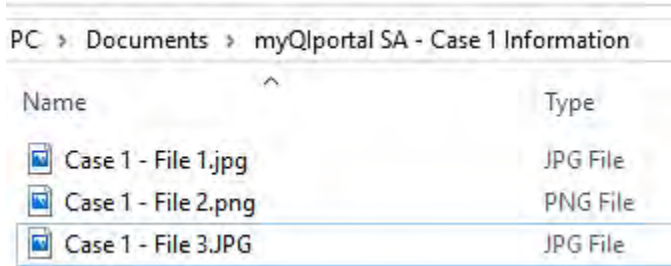 PC > Documents > myQIportal SA - Case 1 Information
Name Type
Case 1 - File 1.jpg JPG File
Case 1 - File 2.png PNG File
Case 1 - File 3.JPG JPG File